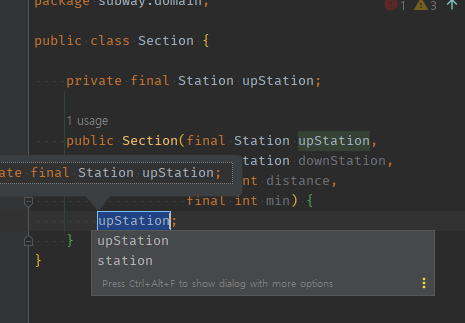 package subway.domain;
1
3
public class Section {
private final Station upStation;
1 usage
public Section(final Station upStation,
tation downStation,
nt distance,
ate final Station upStation;
final int min) {
upStation;
}
upStation
station
}
Press Ctrl+Alt+F to show dialog with more options